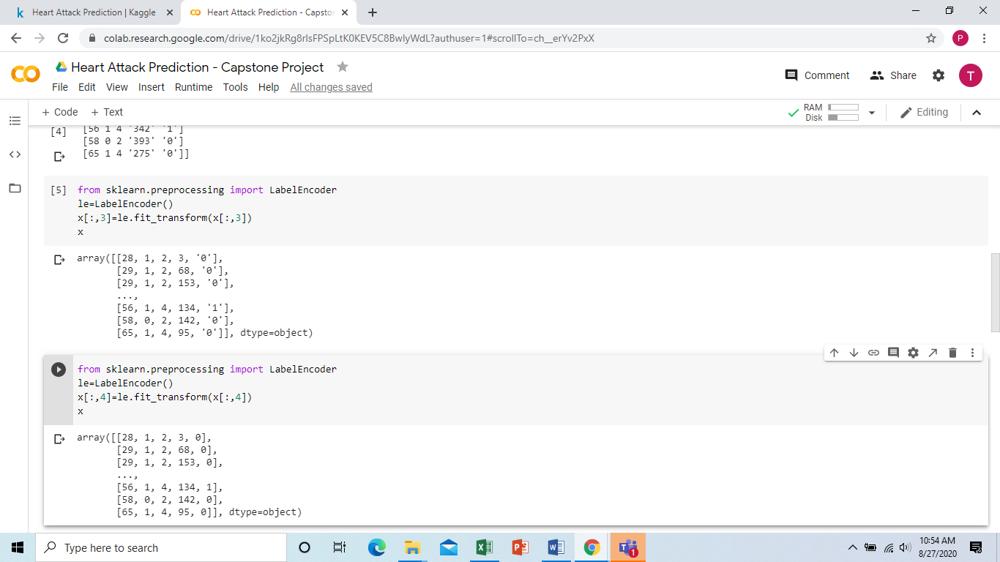 Heart Attack Prediction | Kaggle
Heart Attack Prediction - Capstor
colab.research.google.com/drive/1ko2jkRg8rIsFPSpLtK0KEV5C8BwIyWdL?authuser=1#scrollTo=ch__erYv2PxX
P
Heart Attack Prediction - Capstone Project
Comment
Share
T
File Edit View Insert Runtime Tools Help All changes saved
+ Code + Text
RAM
Disk
Editing
[4] [56 1 4 '342' '1']
[58 0 2 '393' '0']
[65 1 4 '275' '0']]
[5] from sklearn.preprocessing import LabelEncoder
le=LabelEncoder()
x[:,3]=le.fit_transform(x[:,3])
x
array([[28, 1, 2, 3, '0'],
[29, 1, 2, 68, '0'],
[29, 1, 2, 153, '0'],
...,
[56, 1, 4, 134, '1'],
[58, 0, 2, 142, '0'],
[65, 1, 4, 95, '0']], dtype=object)
from sklearn.preprocessing import LabelEncoder
le=LabelEncoder()
x[:,4]=le.fit_transform(x[:,4])
x
array([[28, 1, 2, 3, 0],
[29, 1, 2, 68, 0],
[29, 1, 2, 153, 0],
...,
[56, 1, 4, 134, 1],
[58, 0, 2, 142, 0],
[65, 1, 4, 95, 0]], dtype=object)
Type here to search
10:54 AM
8/27/2020